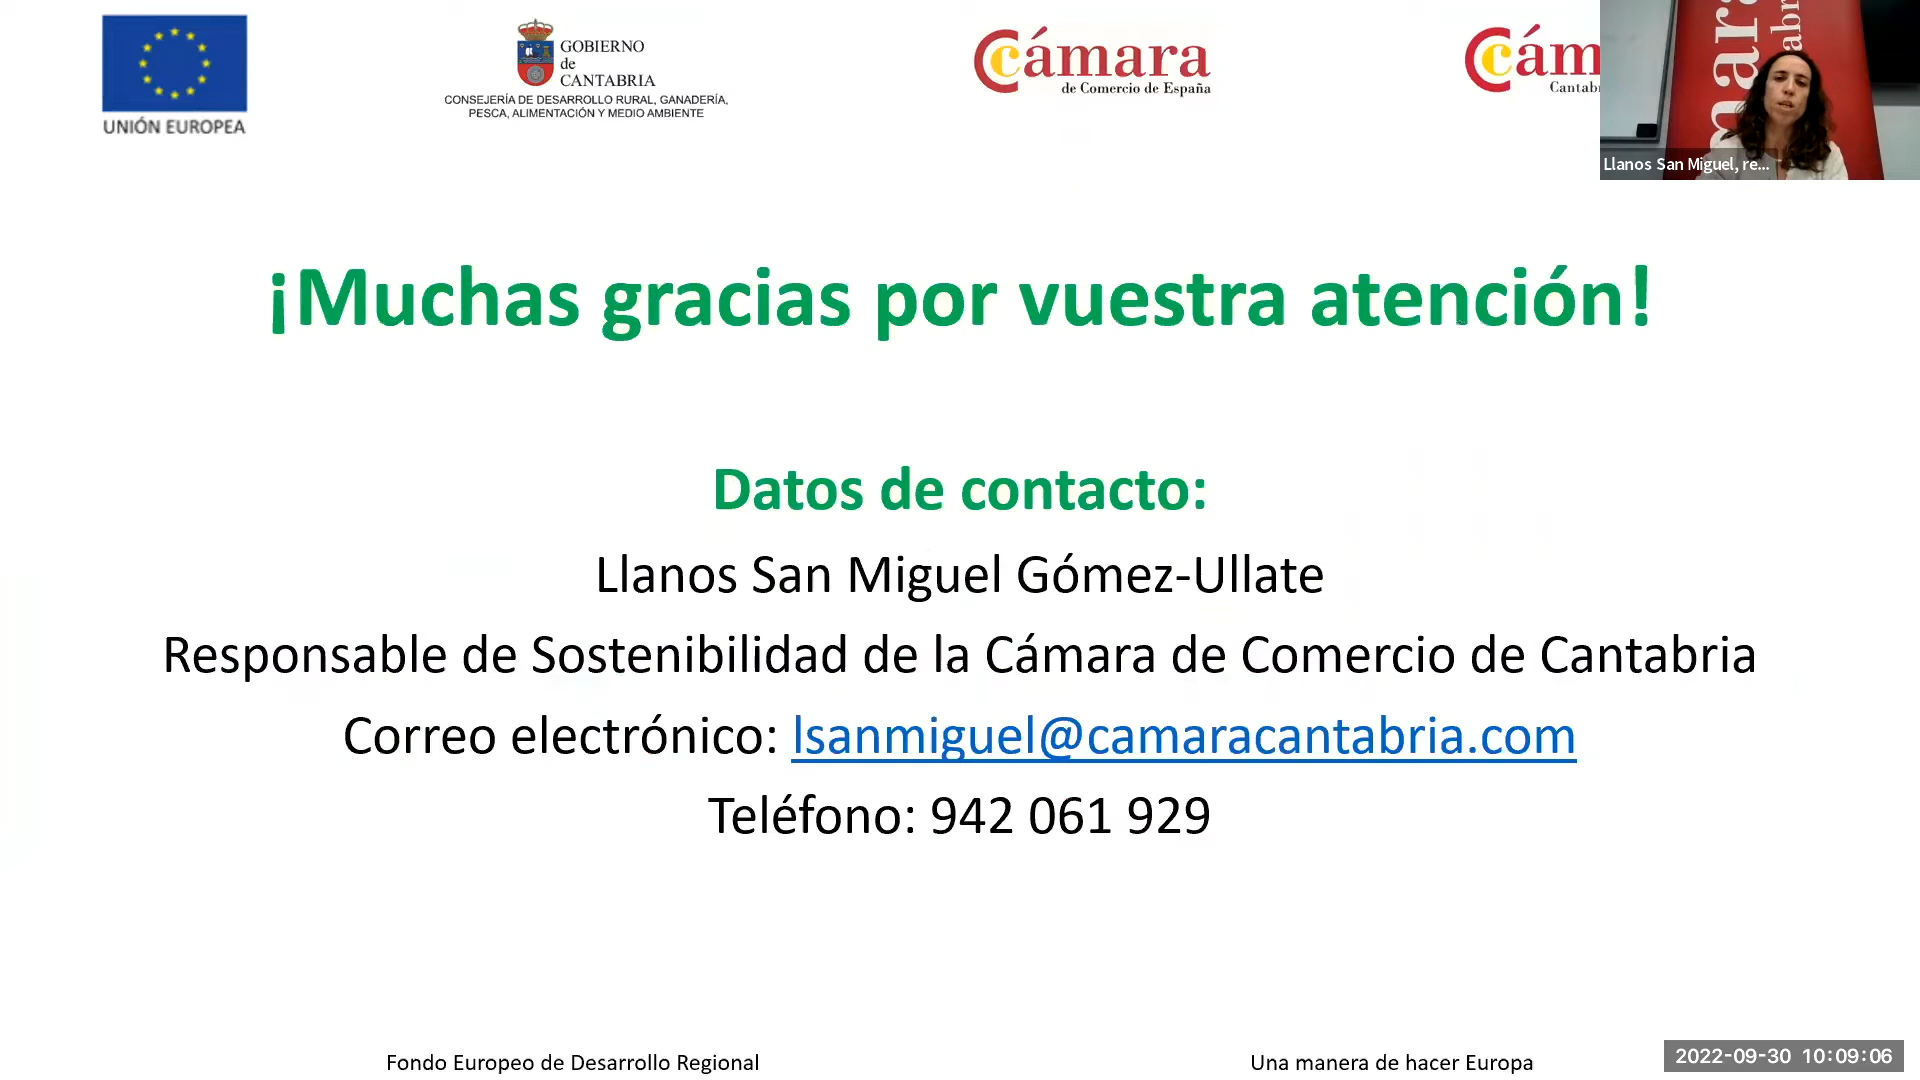 UNIÓN EUROPEA
GOBIERNO
de
CANTABRIA
CONSEJERÍA DE DESARROLLO RURAL, GANADERÍA,
PESCA, ALIMENTACIÓN Y MEDIO AMBIENTE
Cámara
de Comercio de España
Cám
Cantabr
mara
abr
Llanos San Miguel, re...
¡Muchas gracias por vuestra atención!
Datos de contacto:
Llanos San Miguel Gómez-Ullate
Responsable de Sostenibilidad de la Cámara de Comercio de Cantabria
Correo electrónico: lsanmiguel@camaracantabria.com
Teléfono: 942 061 929
Fondo Europeo de Desarrollo Regional
Una manera de hacer Europa
2022-09-30 10:09:06